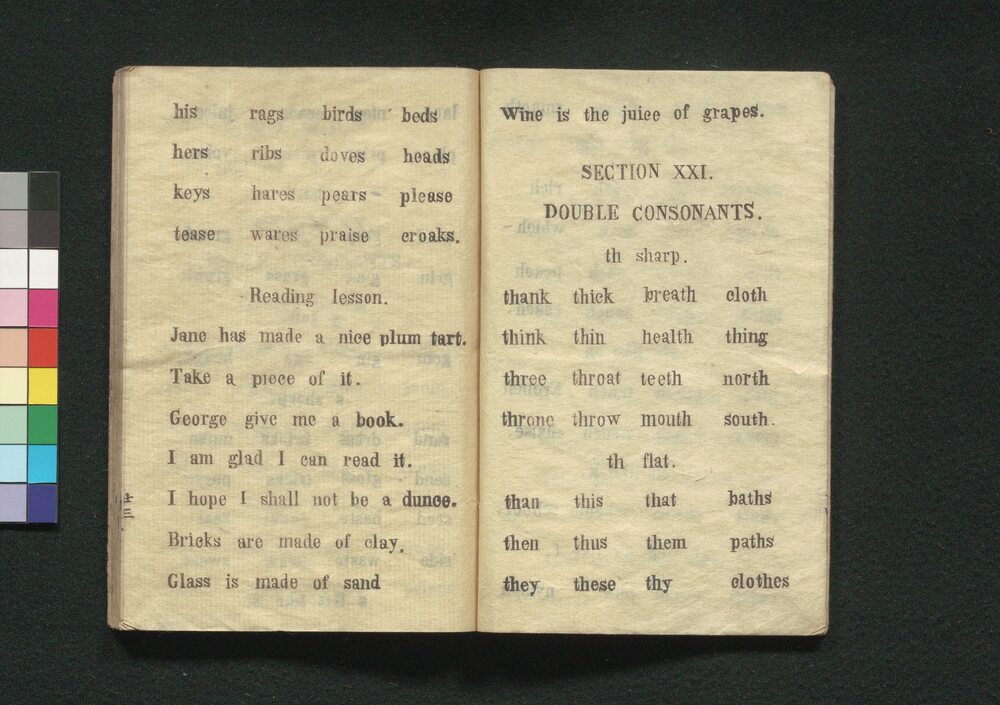 his rags birds beds
hers ribs doves heads
keys hares pears please
tease wares praise croaks.
Reading lesson.
Jane has made a nice plum tart.
Take a piece of it.
George give me a book.
I am glad I can read it.
I hope I shall not be a dunce.
Bricks are made of clay.
Glass is made of sand
廿三
Wine is the juice of grapes.
SECTION XXI.
DOUBLE CONSONANTS.
th sharp.
thank thick breath cloth
think thin health thing
three throat teeth north
throne throw mouth south.
th flat.
than this that baths
then thus them paths
they these thy clothes